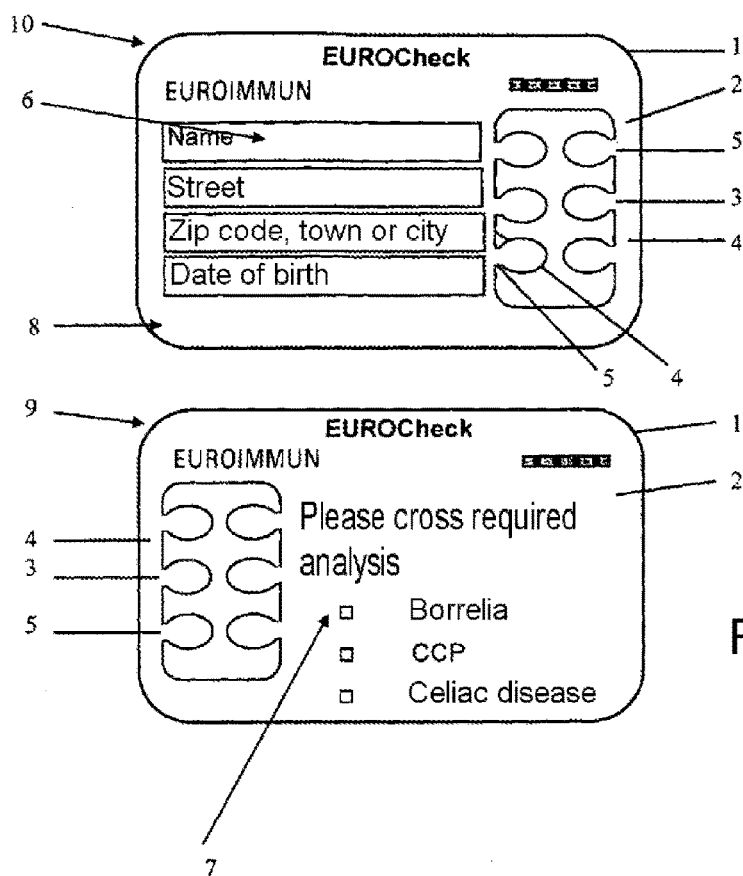 10
EUROCheck
1
EUROIMMUN
2
6
Name
5
Street
3
Zip code, town or city
4
Date of birth
8
5
4
9
EUROCheck
1
EUROIMMUN
2
Please cross required
4
analysis
3
5
Borrelia
CCP
F
Celiac disease
7